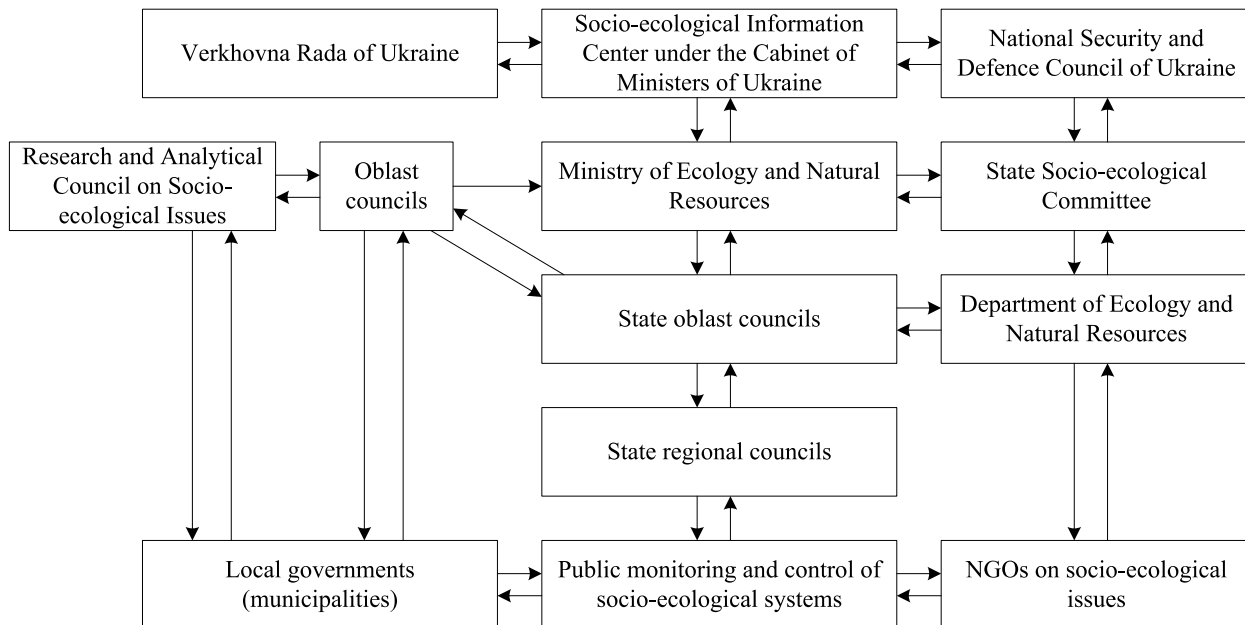 Verkhovna Rada of Ukraine
Socio-ecological Information
Center under the Cabinet of
Ministers of Ukraine
National Security and
Defence Council of Ukraine
Research and Analytical
Council on Socio-
ecological Issues
Oblast
councils
Ministry of Ecology and Natural
Resources
State Socio-ecological
Committee
State oblast councils
Department of Ecology and
Natural Resources
State regional councils
Local governments
(municipalities)
Public monitoring and control of
socio-ecological systems
NGOs on socio-ecological
issues